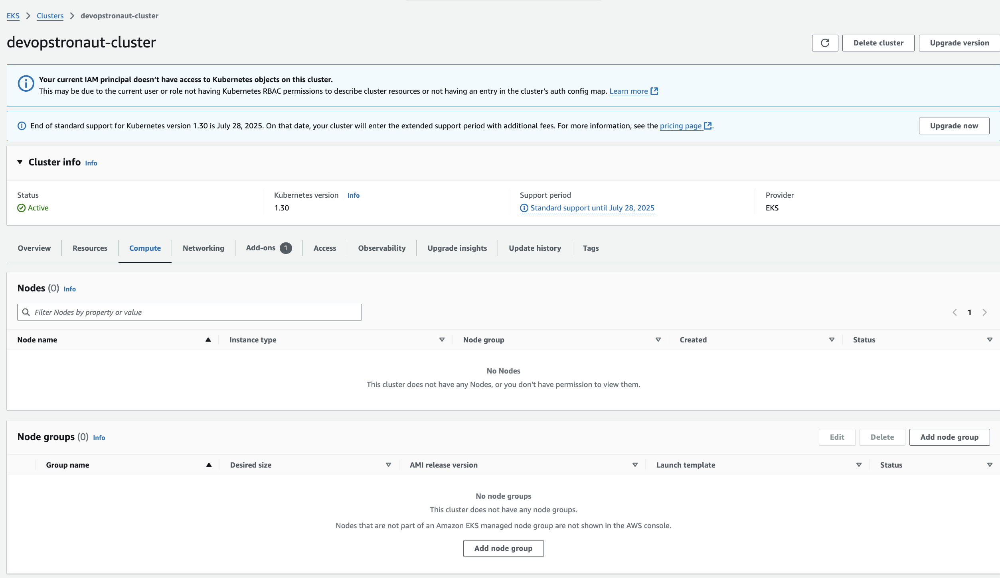 EKS > Clusters > devopstronaut-cluster
devopstronaut-cluster
Delete cluster
Upgrade version
Your current IAM principal doesn’t have access to Kubernetes objects on this cluster.
This may be due to the current user or role not having Kubernetes RBAC permissions to describe cluster resources or not having an entry in the cluster’s auth config map. Learn more
End of standard support for Kubernetes version 1.30 is July 28, 2025. On that date, your cluster will enter the extended support period with additional fees. For more information, see the pricing page.
Upgrade now
Cluster info Info
Status
Active
Kubernetes version Info
1.30
Support period
Standard support until July 28, 2025
Provider
EKS
Overview Resources Compute Networking Add-ons 1 Access Observability Upgrade insights Update history Tags
Nodes (0) Info
Filter Nodes by property or value
1
Node name Instance type Node group Created Status
No Nodes
This cluster does not have any Nodes, or you don't have permission to view them.
Node groups (0) Info
Edit
Delete
Add node group
Group name Desired size AMI release version Launch template Status
No node groups
This cluster does not have any node groups.
Nodes that are not part of an Amazon EKS managed node group are not shown in the AWS console.
Add node group